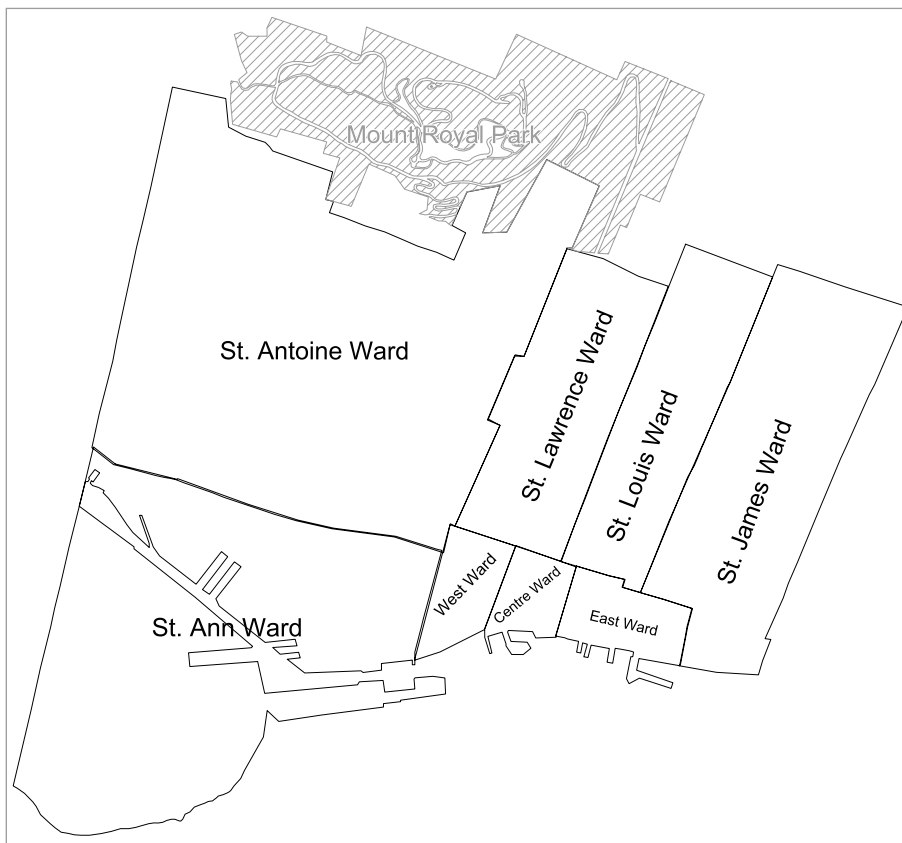 Mount Royal Park
St. Antoine Ward
St. Lawrence Ward
St. Louis Ward
St. James Ward
West Ward
Centre Ward
East Ward
St. Ann Ward